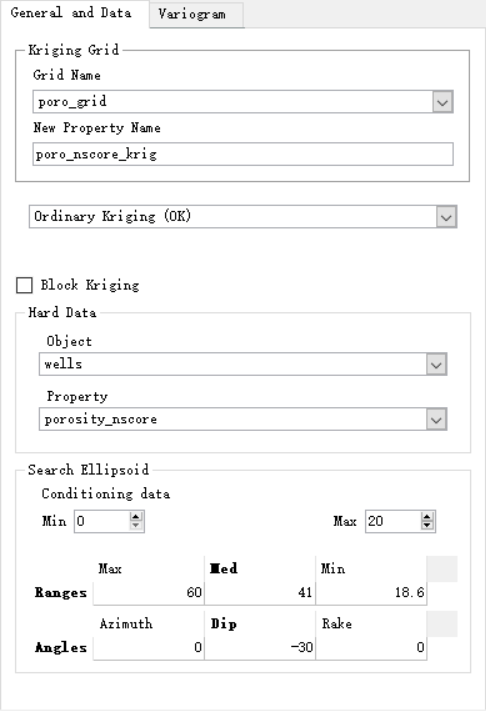 General and Data Variogram
Kriging Grid
Grid Name
poro_grid
New Property Name
poro_nscore_krig
Ordinary Kriging (OK)
Block Kriging
Hard Data
Object
wells
Property
porosity_nscore
Search Ellipsoid
Conditioning data
Min 0 Max 20
Max Med Min
Ranges 60 41 18.6
Azimuth Dip Rake
Angles 0 -30 0